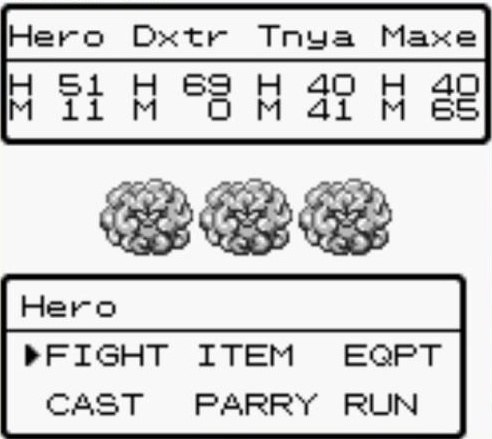 Hero Dxtr Tnya Maxe
H 51 H 69 H 40 H 40
M 11 M 0 M 41 M 65
Hero
▶FIGHT ITEM EQPT
CAST PARRY RUN